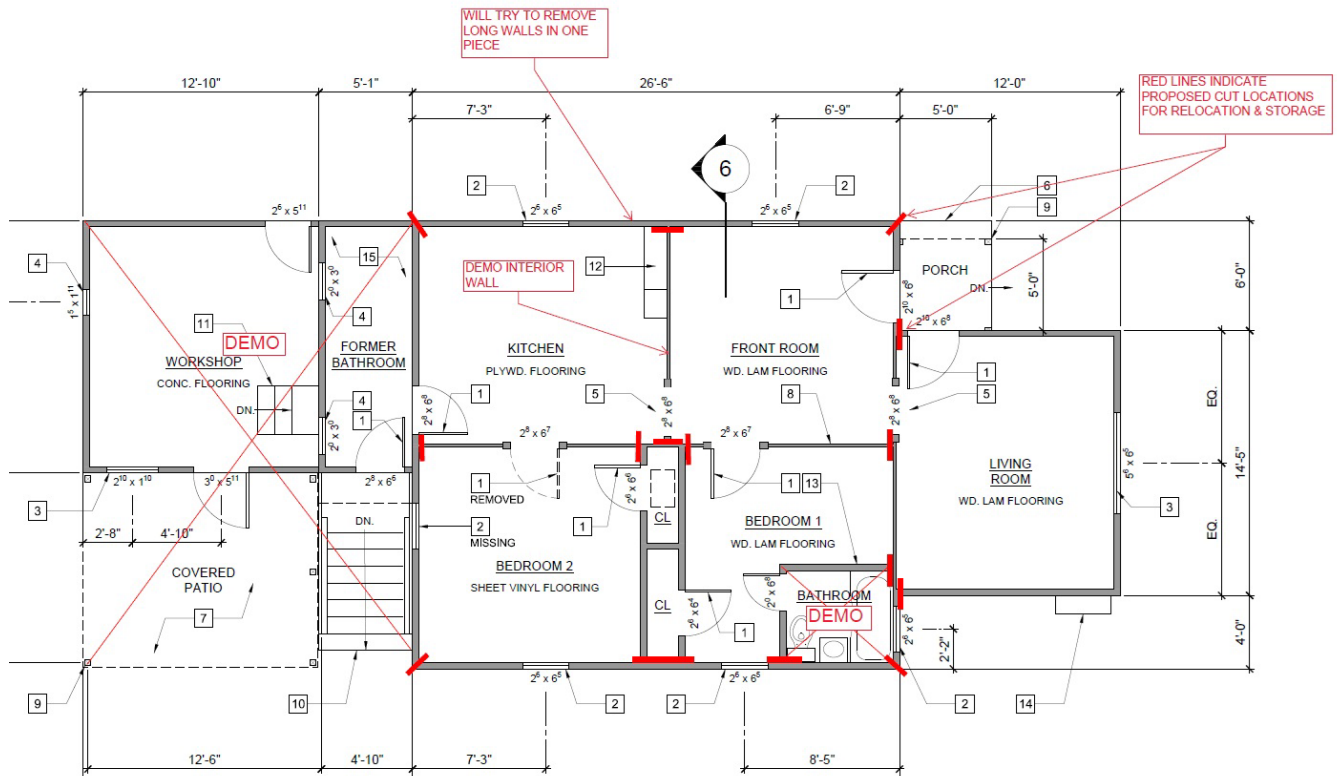 WILL TRY TO REMOVE
LONG WALLS IN ONE
PIECE
12'-10"
5'-1"
26'-6"
12'-0"
RED LINES INDICATE
PROPOSED CUT LOCATIONS
FOR RELOCATION & STORAGE
7'-3"
6'-9"
5'-0"
6
2
2
6
9
2⁶ x 5¹¹
2⁶ x 6⁵
2⁶ x 6⁵
4
15
12
DEMO INTERIOR
WALL
1
PORCH
DN.
5'-0"
6'-0"
1⁵ x 1¹¹
2⁰ x 3⁰
4
2¹⁰ x 6⁸
2¹⁰ x 6⁸
11
DEMO
WORKSHOP
CONC. FLOORING
FORMER
BATHROOM
KITCHEN
PLYWD. FLOORING
FRONT ROOM
WD. LAM FLOORING
1
DN.
4
1
1
5
8
5
2⁸ x 6⁸
2⁸ x 6⁸
2⁸ x 6⁸
EQ.
2⁰ x 3⁰
2⁸ x 6⁷
2⁸ x 6⁷
14'-5"
LIVING
ROOM
WD. LAM FLOORING
5⁶ x 6⁵
3
2¹⁰ x 1¹⁰
3⁰ x 5¹¹
2⁸ x 6⁶
3
1
REMOVED
1
2⁶ x 6⁶
1
13
DN.
2
MISSING
CL
BEDROOM 1
WD. LAM FLOORING
EQ.
2'-8"
4'-10"
BEDROOM 2
SHEET VINYL FLOORING
COVERED
PATIO
7
CL
2⁶ x 6⁴
1
2⁰ x 6⁸
BATHROOM
DEMO
2⁶ x 6⁵
2'-2"
4'-0"
2⁶ x 6⁵
2⁶ x 6⁵
9
10
2
2
2
14
12'-6"
4'-10"
7'-3"
8'-5"